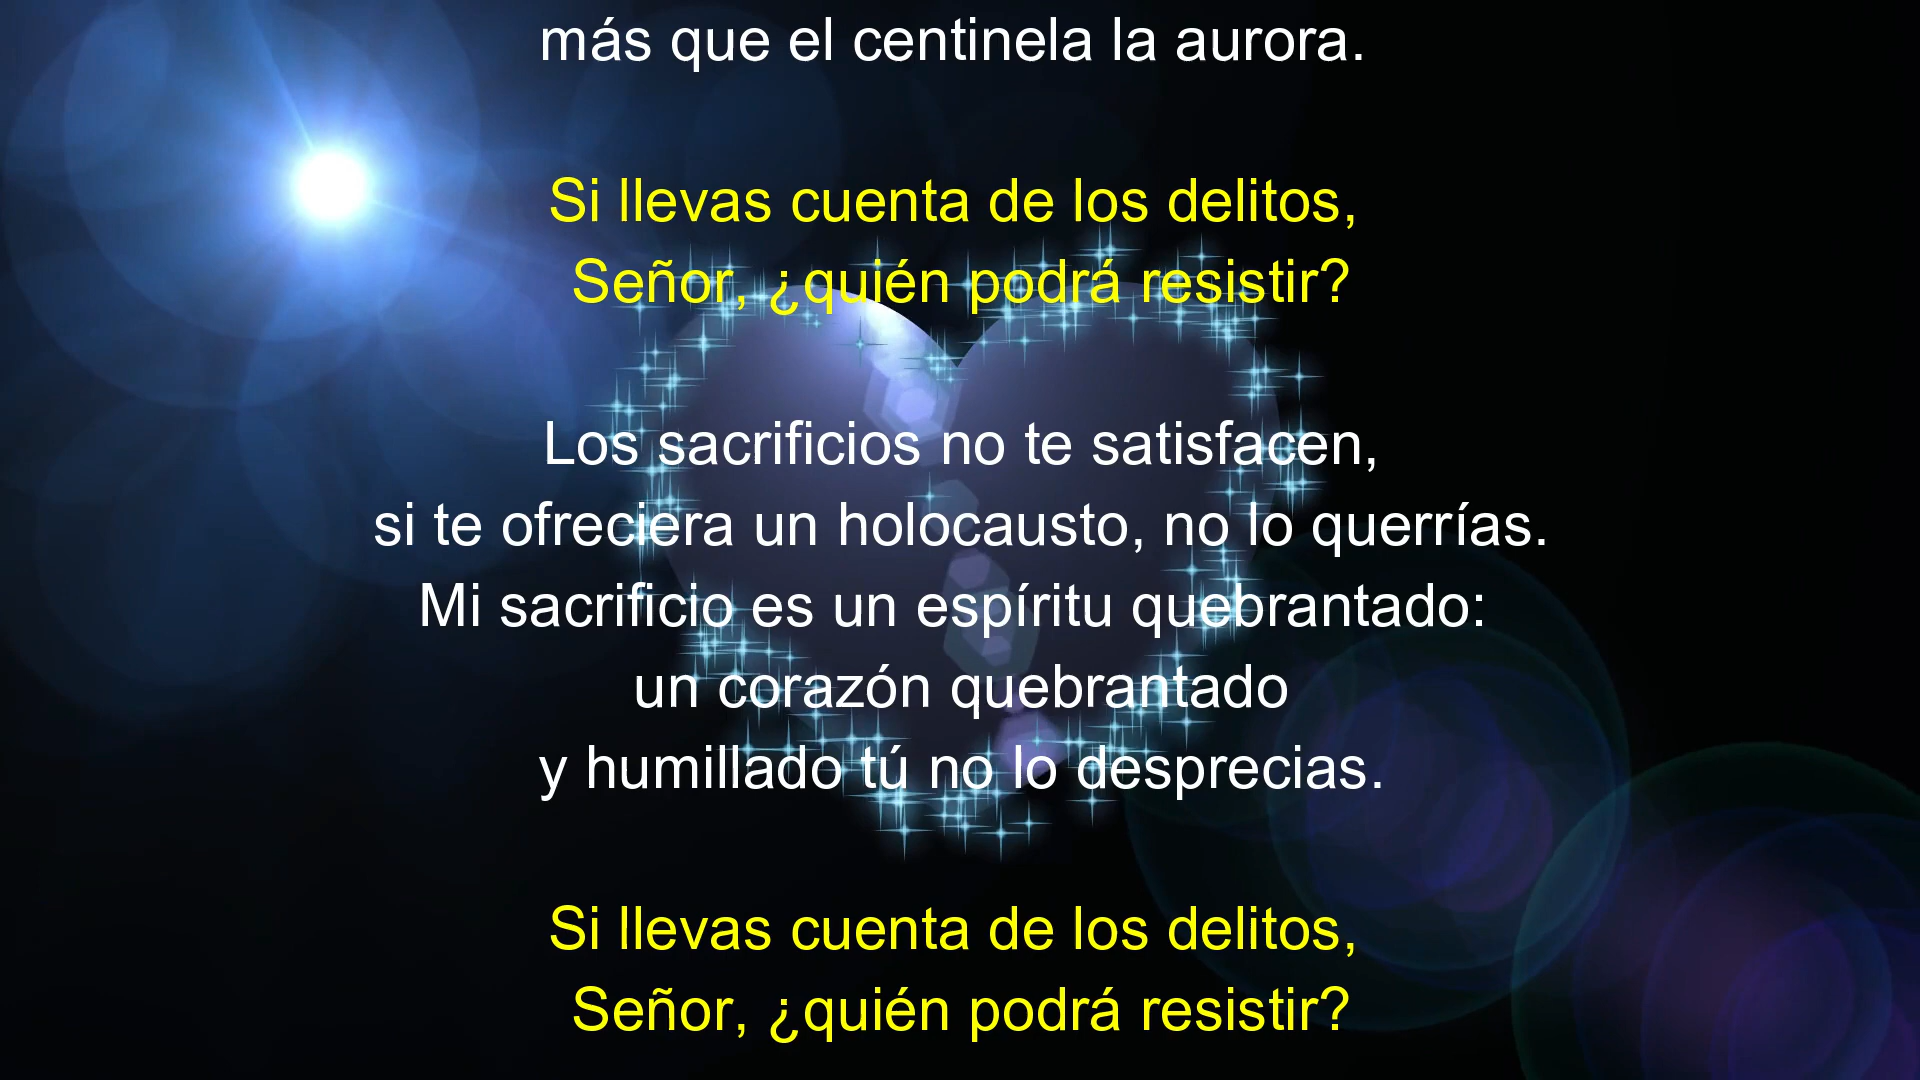 más que el centinela la aurora.
Si llevas cuenta de los delitos,
Señor, ¿quién podrá resistir?
Los sacrificios no te satisfacen,
si te ofreciera un holocausto, no lo querrías.
Mi sacrificio es un espíritu quebrantado:
un corazón quebrantado
y humillado tú no lo desprecias.
Si llevas cuenta de los delitos,
Señor, ¿quién podrá resistir?